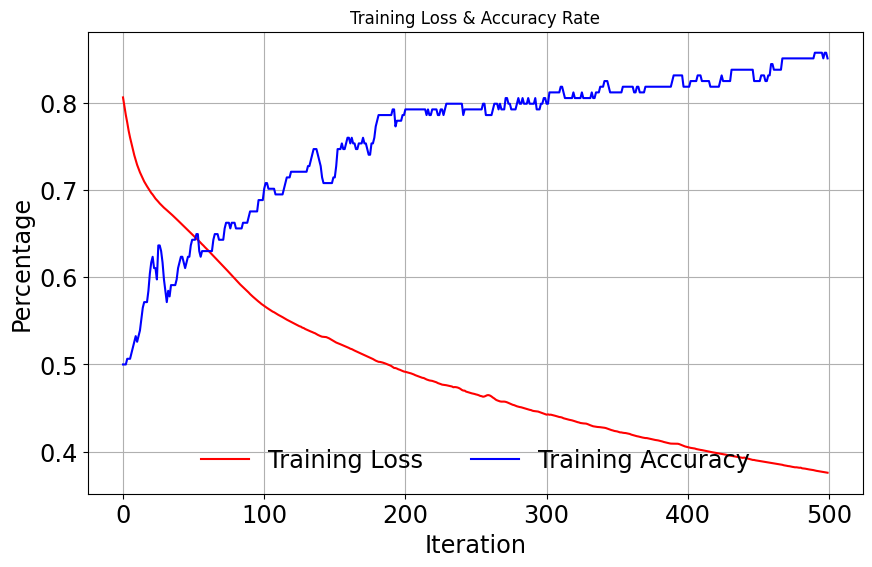 Training Loss & Accuracy Rate
Percentage
0.8
0.7
0.6
0.5
0.4
Training Loss
Training Accuracy
0
100
200
300
400
500
Iteration